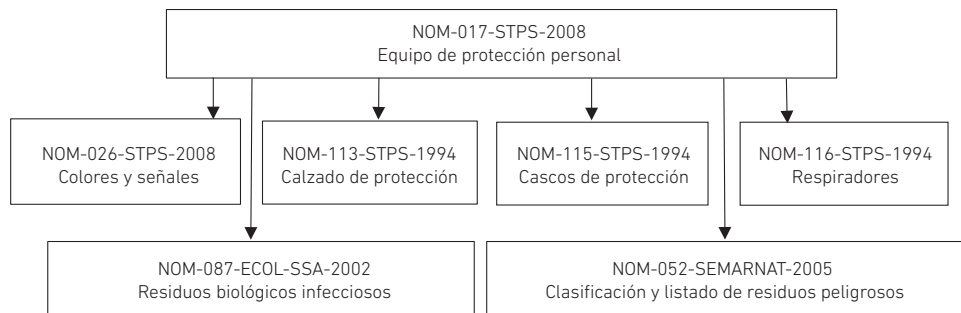 NOM-017-STPS-2008
Equipo de protección personal
NOM-026-STPS-2008
Colores y señales
NOM-113-STPS-1994
Calzado de protección
NOM-115-STPS-1994
Cascos de protección
NOM-116-STPS-1994
Respiradores
NOM-087-ECOL-SSA-2002
Residuos biológicos infecciosos
NOM-052-SEMARNAT-2005
Clasificación y listado de residuos peligrosos